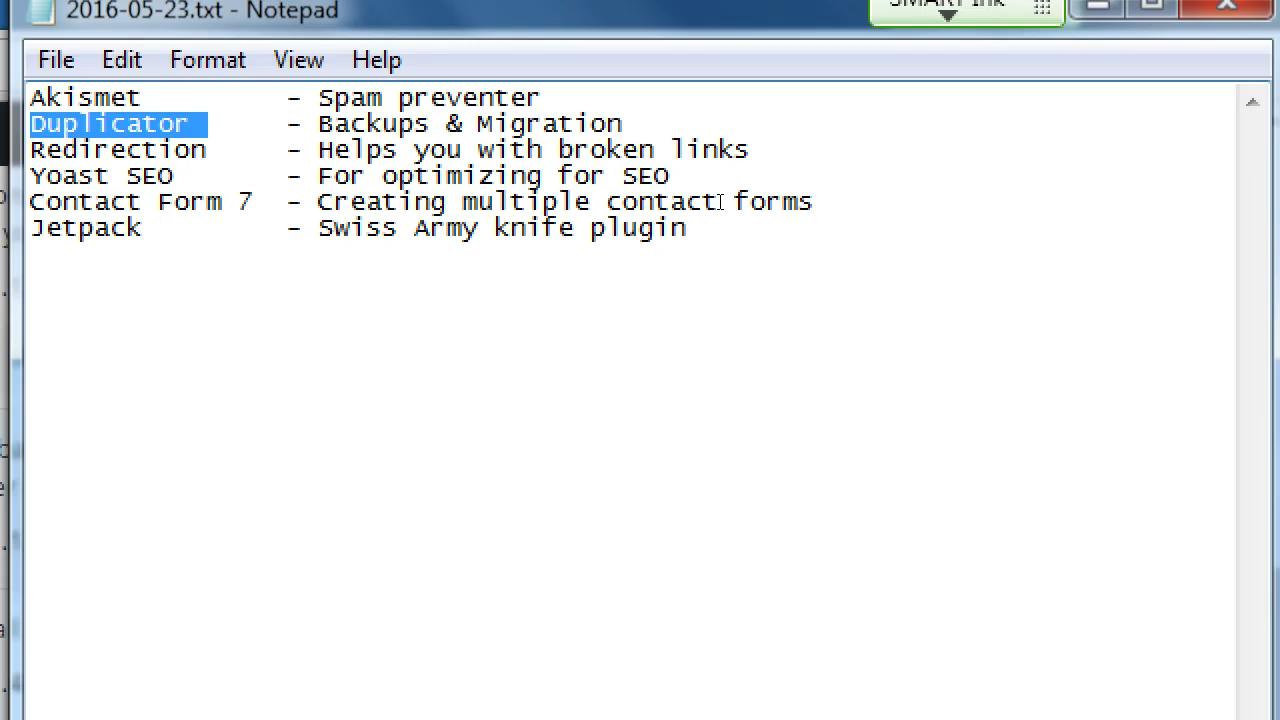 2016-05-23.txt - Notepad
SMART Ink
File Edit Format View Help
Akismet - Spam preventer
Duplicator - Backups & Migration
Redirection - Helps you with broken links
Yoast SEO - For optimizing for SEO
Contact Form 7 - Creating multiple contact forms
Jetpack - Swiss Army knife plugin